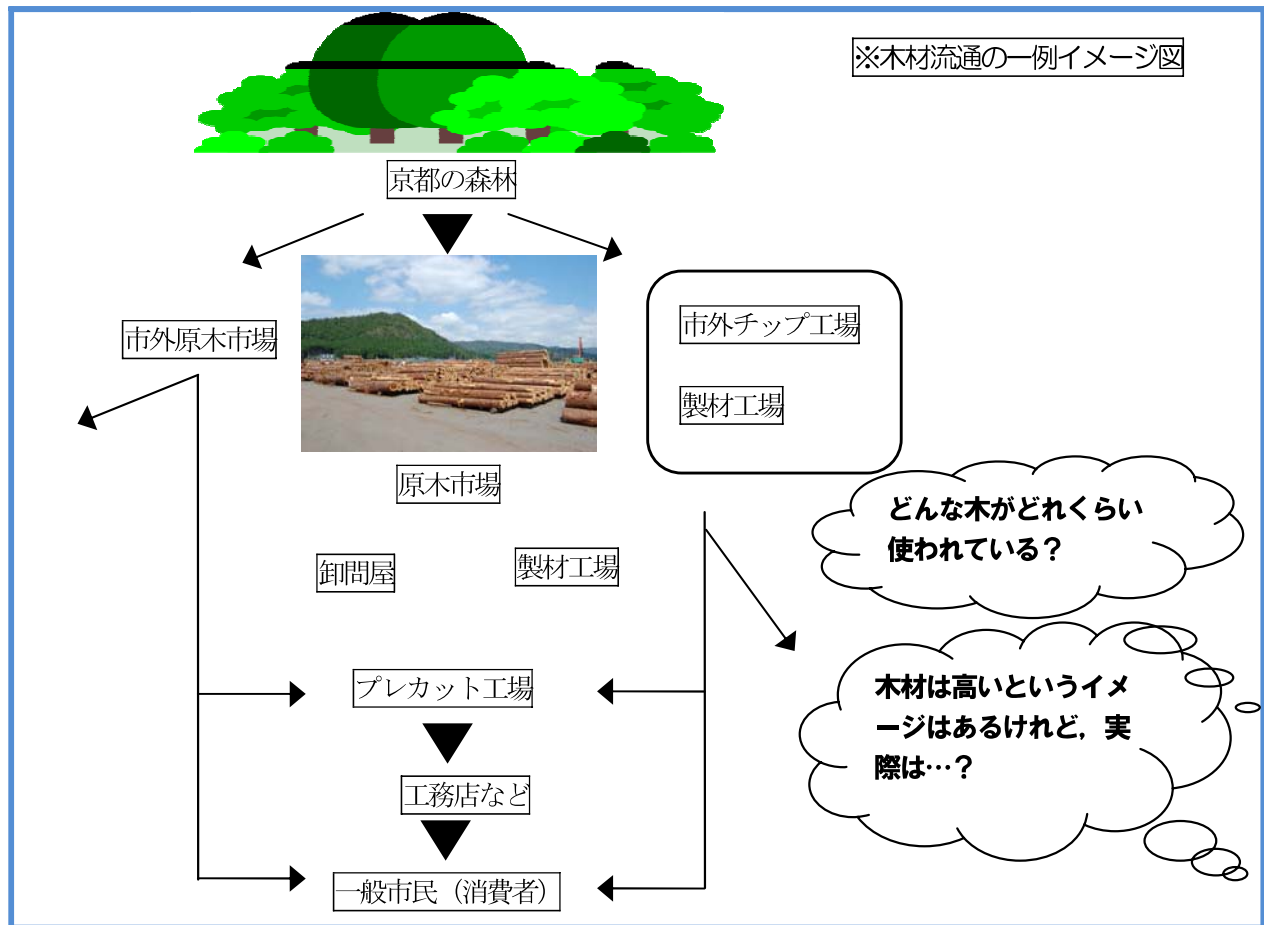 ※木材流通の一例イメージ図
京都の森林
市外原木市場
市外チップ工場
製材工場
原木市場
どんな木がどれくらい
使われている？
卸問屋
製材工場
木材は高いというイメ
ージはあるけれど，実
際は…？
プレカット工場
工務店など
一般市民（消費者）